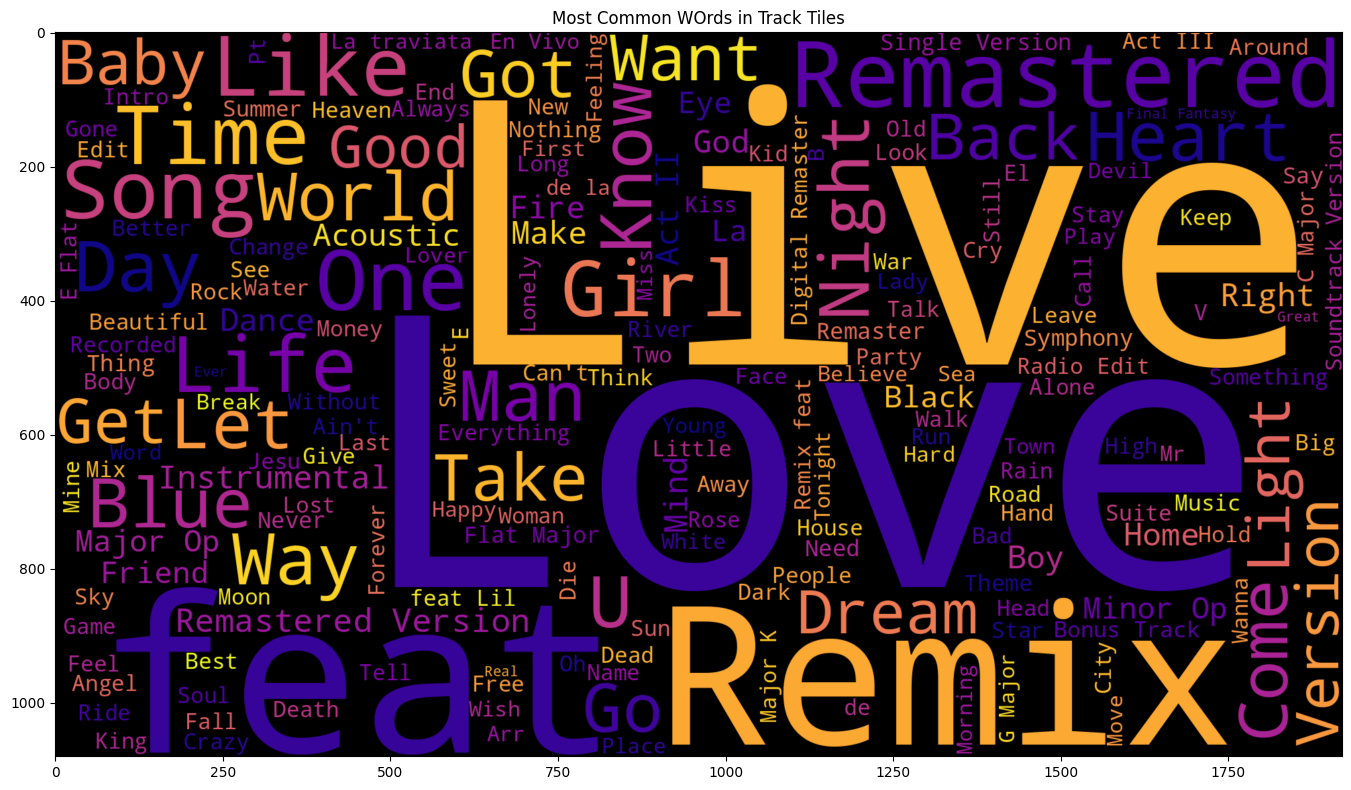 Most Common WOrds in Track Tiles
0
200
400
600
800
1000
0
250
500
750
1000
1250
1500
1750
Baby
Like
Pt
La traviata
En Vivo
Got
Feeling
Want
Single Version
Act III
Around
Remastered
Intro
Time
Summer
Heaven
Always
End
New
Eye
Final Fantasy
Gone
Edit
Good
Nothing
First
Long
Know
God
Kid
B
Old
Look
Back
Heart
Song
World
Live
de la
Act II
Kiss
Digital Remaster
Night
El
Still
Devil
Say
Soundtrack Version
Better
Fire
La
Stay
Keep
C Major
E Flat
Day
Change
Acoustic
Lover
Make
Cry
Play
See
Rock
Water
One
Lonely
Girl
Miss
War
Lady
Call
Right
Beautiful
Dance
Money
E
River
Talk
Leave
V
Great
Recorded
Thing
Body
Life
Ever
Sweet
Two
Remaster
Symphony
Can't
Think
Face
Party
Believe
Sea
Radio Edit
Alone
Something
Get
Let
Break
Without
Man
Love
Remix feat
Black
Walk
Light
Ain't
Word
Last
Everything
Young
Little
Run
Hard
Town
High
Mr
Big
Mine
Mix
Jesu
Give
Instrumental
Take
Mind
Away
Tonight
Rain
Road
Music
Blue
Lost
Never
Forever
Happy
Woman
Rose
House
Hand
Suite
Major Op
Way
Flat Major
White
Need
Bad
Home
Hold
Version
Friend
Die
People
Boy
Theme
Sky
Moon
feat Lil
U
Dark
Come
Wanna
Game
feat
Remastered Version
Sun
Remix
Dream
Head
Minor Op
Star
Bonus Track
Feel
Best
Tell
Real
Free
Oh
Dead
Name
Major K
City
Angel
Soul
Death
Wish
Go
de
Morning
G Major
Move
Ride
Fall
King
Crazy
Arr
Place